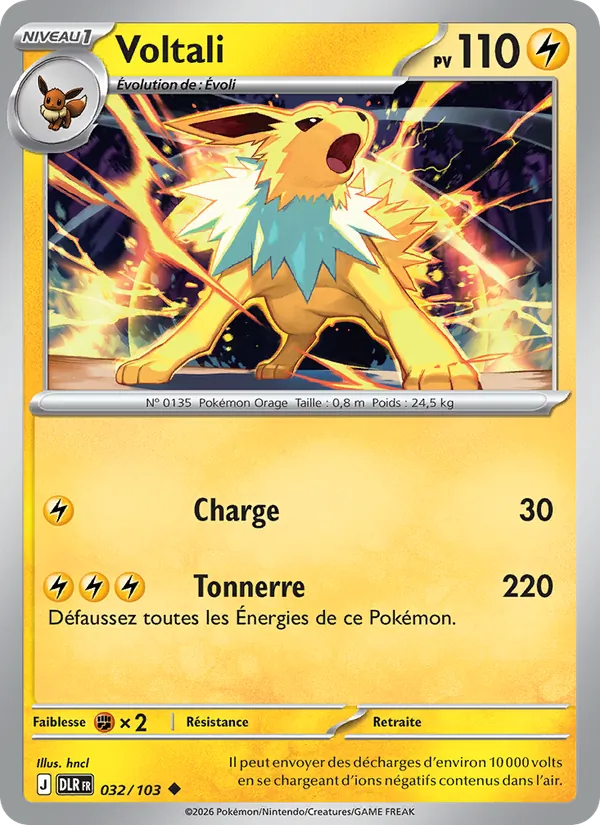 NIVEAU 1
Voltali
PV 110
Évolution de : Évoli
N° 0135 Pokémon Orage Taille : 0,8 m Poids : 24,5 kg
Charge 30
Tonnerre 220
Défaussez toutes les Énergies de ce Pokémon.
Faiblesse × 2 Résistance Retraite
Illus. hncl
Il peut envoyer des décharges d'environ 10 000 volts
en se chargeant d'ions négatifs contenus dans l'air.
J DLR FR 032/103
©2026 Pokémon/Nintendo/Creatures/GAME FREAK